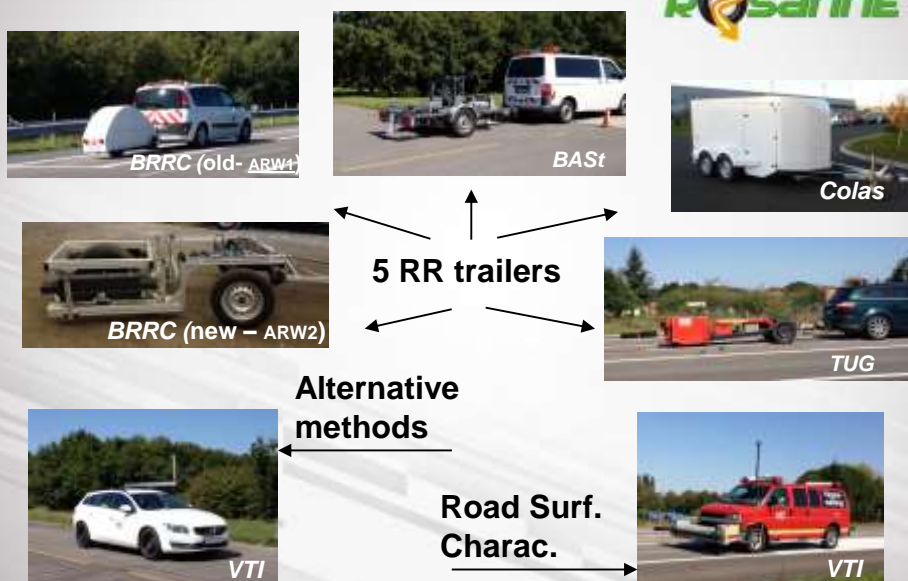 Rosanne
BRRC (old- ARW1)
BASt
Colas
5 RR trailers
BRRC (new – ARW2)
TUG
Alternative
methods
Road Surf.
Charac.
VTI
VTI